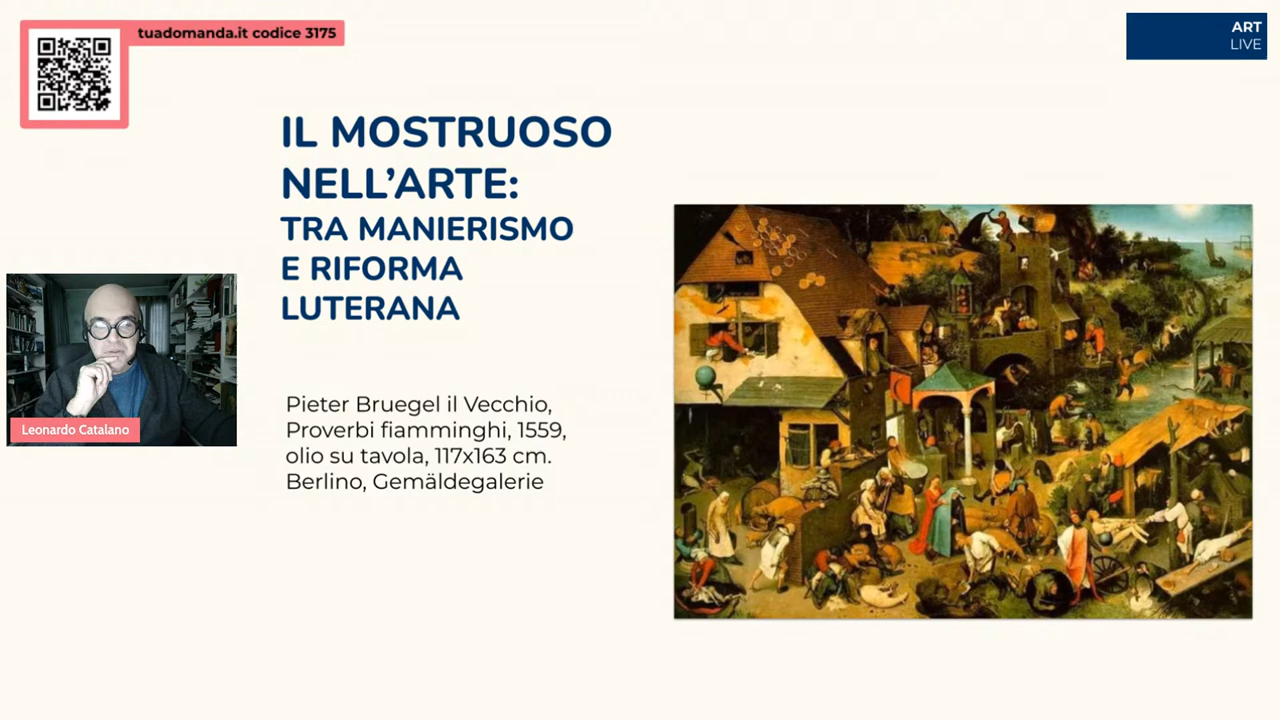 tuadomanda.it codice 3175
ART
LIVE
IL MOSTRUOSO
NELL’ARTE:
TRA MANIERISMO
E RIFORMA
LUTERANA
Leonardo Catalano
Pieter Bruegel il Vecchio,
Proverbi fiamminghi, 1559,
olio su tavola, 117x163 cm.
Berlino, Gemäldegalerie